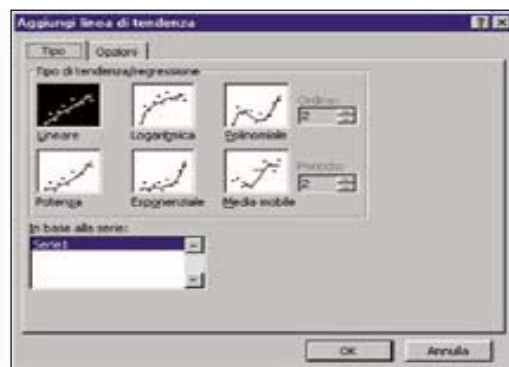 Aggiungi linea di tendenza
Tipo Opzioni
Tipo di tendenza/regressione
Lineare Logaritmica Polinomiale Ordine: 2
Potenza Esponenziale Media mobile Periodo: 2
In base alla serie:
Serie1
OK Annulla